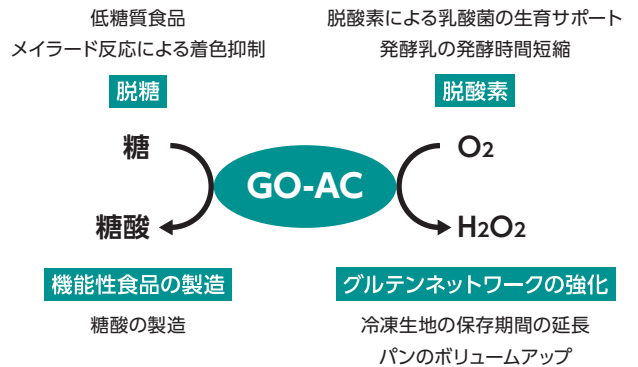 低糖質食品
メイラード反応による着色抑制
脱糖
糖
糖酸
機能性食品の製造
糖酸の製造
GO-AC
脱酸素による乳酸菌の生育サポート
発酵乳の発酵時間短縮
脱酸素
O2
H2O2
グルテンネットワークの強化
冷凍生地の保存期間の延長
パンのボリュームアップ